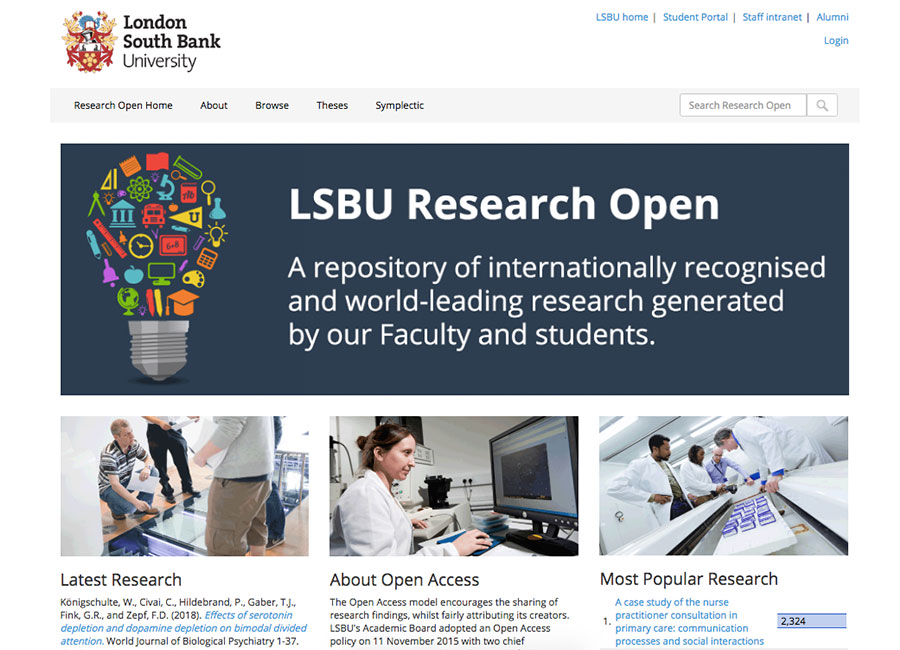 London
South Bank
University
LSBU home | Student Portal | Staff intranet | Alumni
Login
Research Open Home About Browse Theses Symplectic
Search Research Open
LSBU Research Open
A repository of internationally recognised
and world-leading research generated
by our Faculty and students.
Latest Research
Königschulte, W., Civai, C., Hildebrand, P., Gaber, T.J.,
Fink, G.R., and Zepf, F.D. (2018). Effects of serotonin
depletion and dopamine depletion on bimodal divided
attention. World Journal of Biological Psychiatry 1-37.
About Open Access
The Open Access model encourages the sharing of
research findings, whilst fairly attributing its creators.
LSBU's Academic Board adopted an Open Access
policy on 11 November 2015 with two chief
Most Popular Research
1. A case study of the nurse
practitioner consultation in
primary care: communication
processes and social interactions
2,324